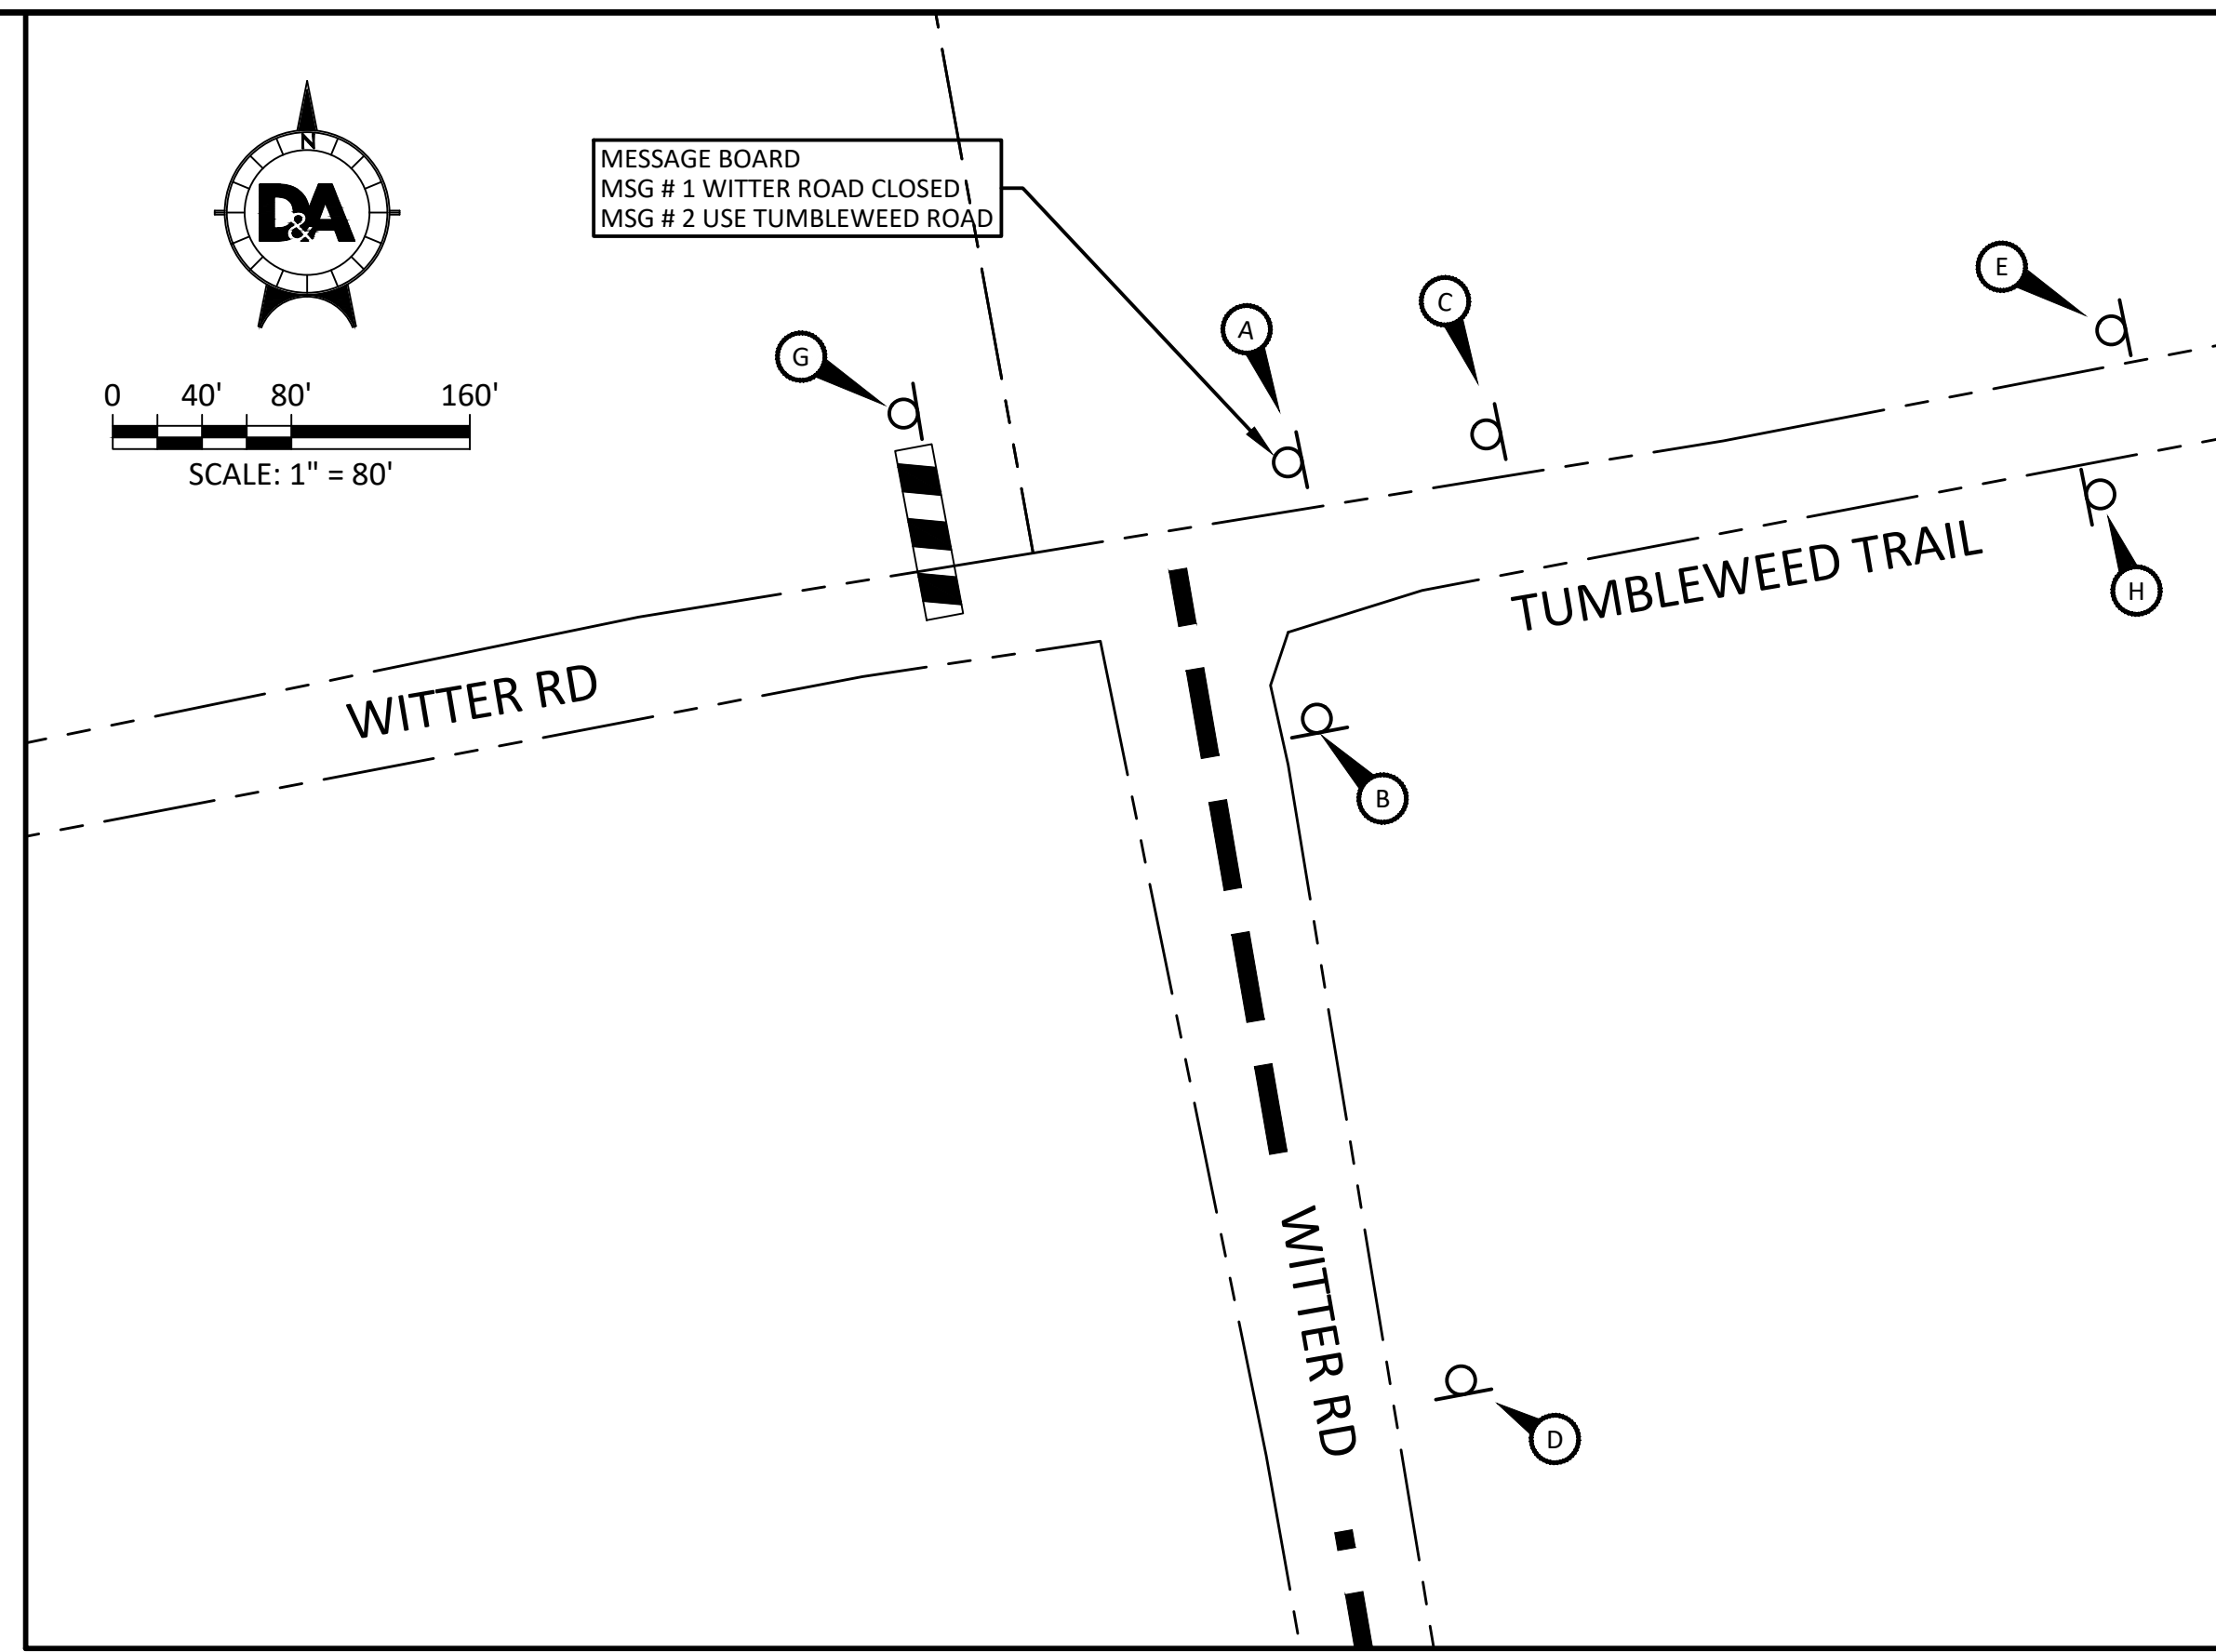 N
D&A
MESSAGE BOARD
MSG # 1 WITTER ROAD CLOSED
MSG # 2 USE TUMBLEWEED ROAD
E
C
A
G
0 40' 80' 160'
SCALE: 1" = 80'
TUMBLEWEED TRAIL
H
WITTER RD
B
WITTER RD
D